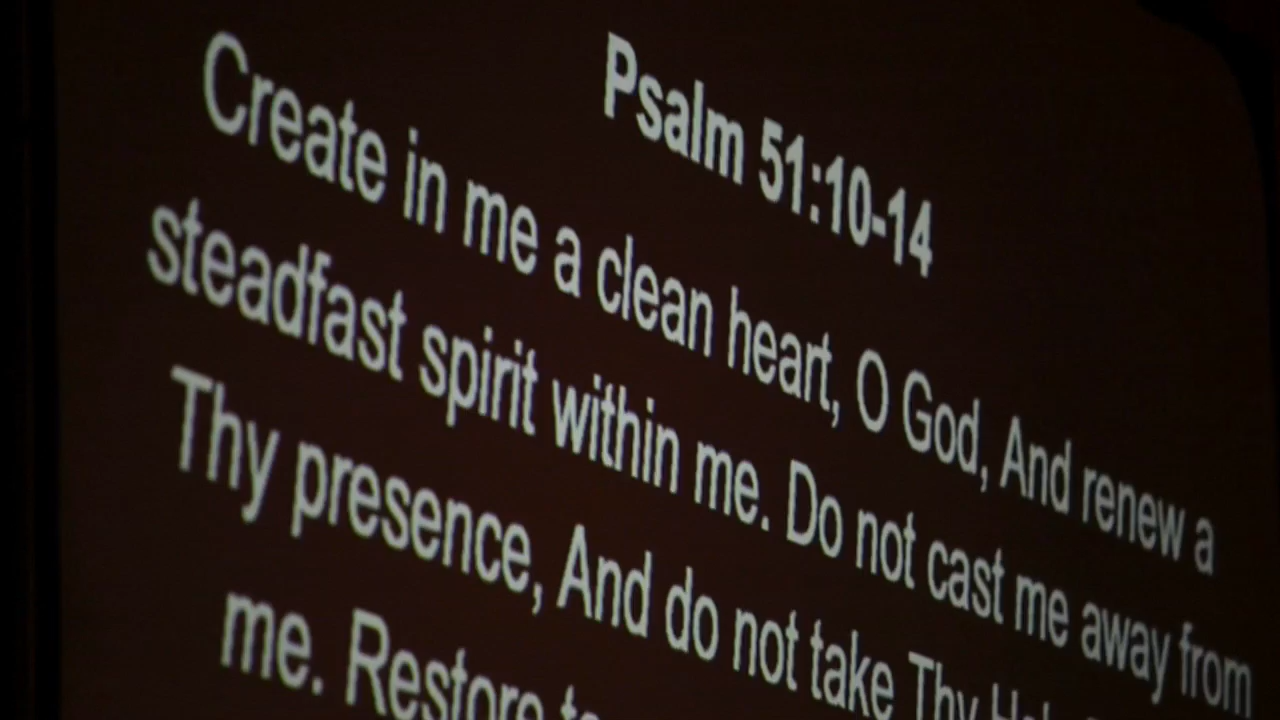 Psalm 51:10-14
Create in me a clean heart, O God, And renew a
steadfast spirit within me. Do not cast me away from
Thy presence, And do not take Thy
me. Restore